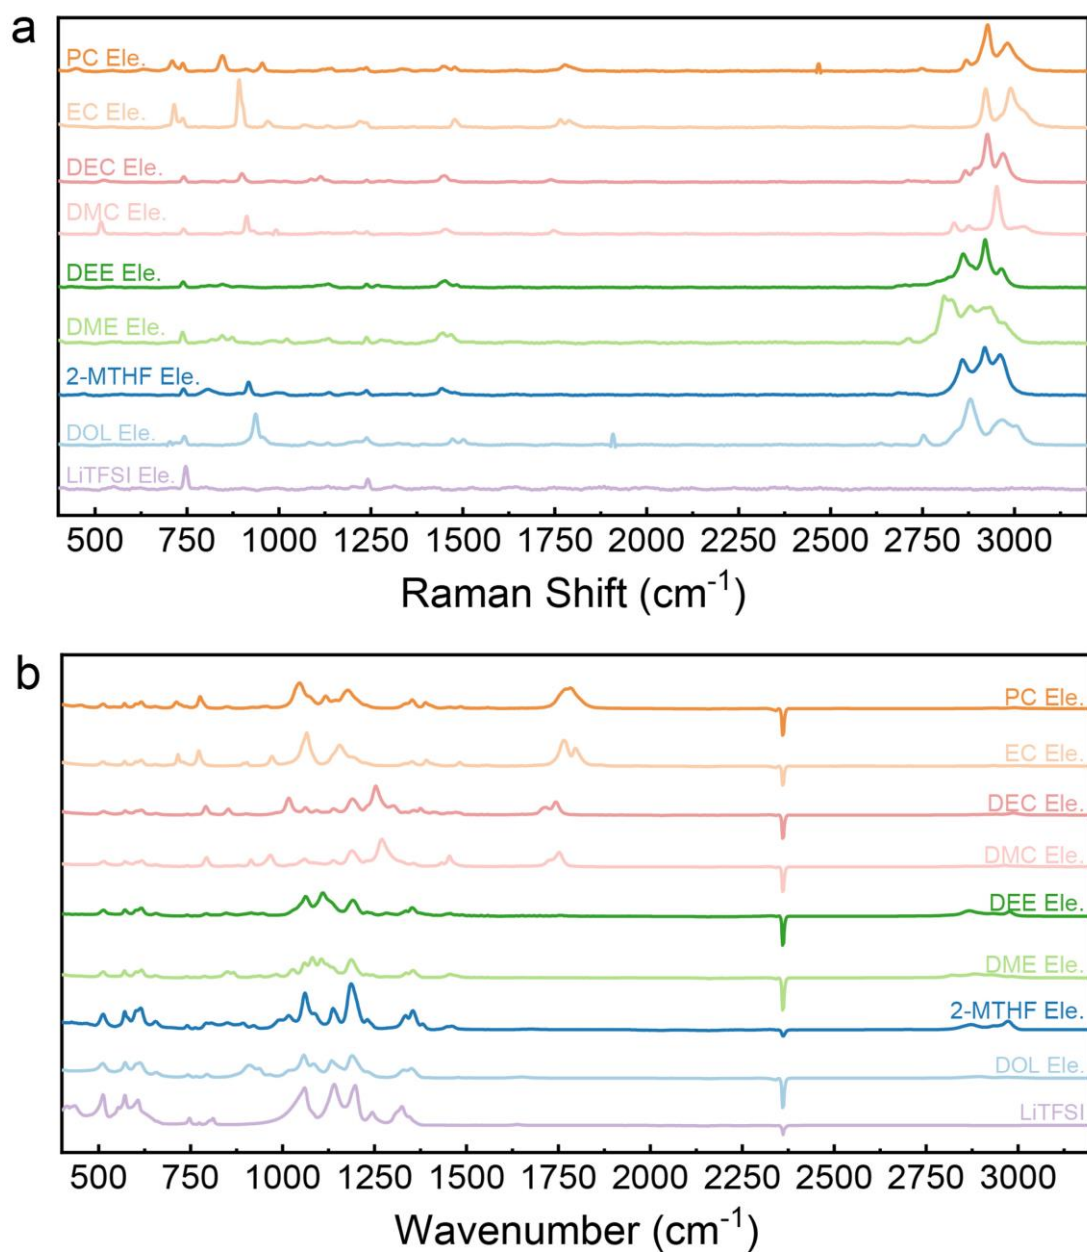 a
PC Ele.
EC Ele.
DEC Ele.
DMC Ele.
DEE Ele.
DME Ele.
2-MTHF Ele.
DOL Ele.
LiTFSI Ele.
500 750 1000 1250 1500 1750 2000 2250 2500 2750 3000
Raman Shift (cm⁻¹)
b
PC Ele.
EC Ele.
DEC Ele.
DMC Ele.
DEE Ele.
DME Ele.
2-MTHF Ele.
DOL Ele.
LiTFSI
500 750 1000 1250 1500 1750 2000 2250 2500 2750 3000
Wavenumber (cm⁻¹)